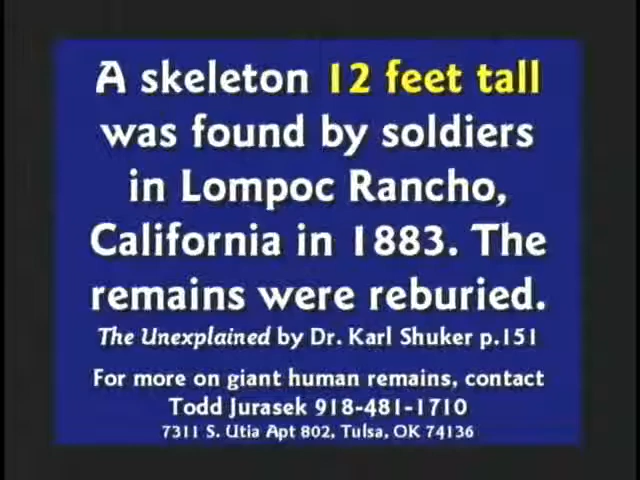 A skeleton 12 feet tall
was found by soldiers
in Lompoc Rancho,
California in 1883. The
remains were reburied.
The Unexplained by Dr. Karl Shuker p.151
For more on giant human remains, contact
Todd Jurasek 918-481-1710
7311 S. Utia Apt 802, Tulsa, OK 74136